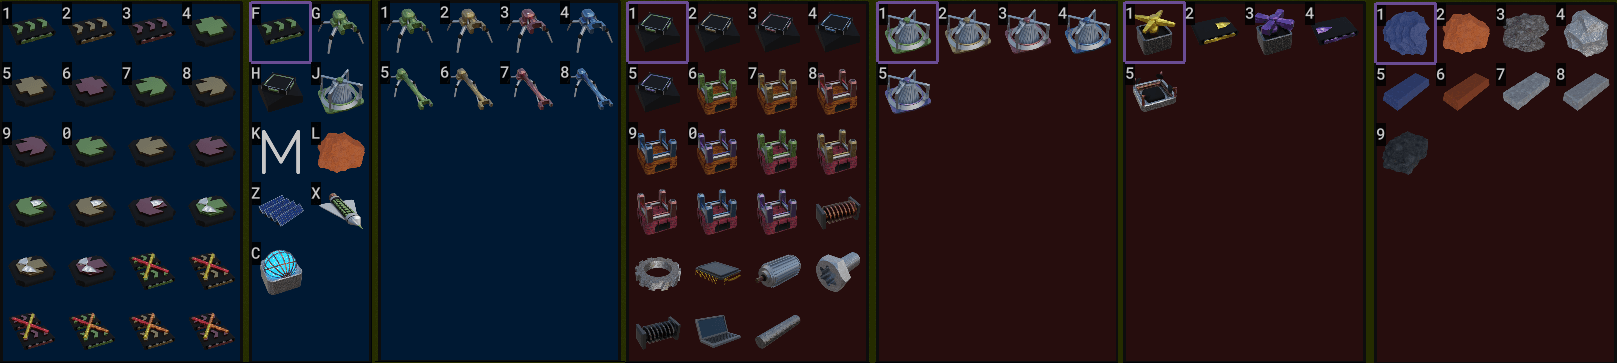 1 2 3 4 F G 1 2 3 4 1 2 3 4 1 2 3 4 1 2 3 4 1 2 3 4
5 6 7 8 H J 5 6 7 8 5 6 7 8 5 5 5 6 7 8
9 0 K M L 9 0 9
Z X
C